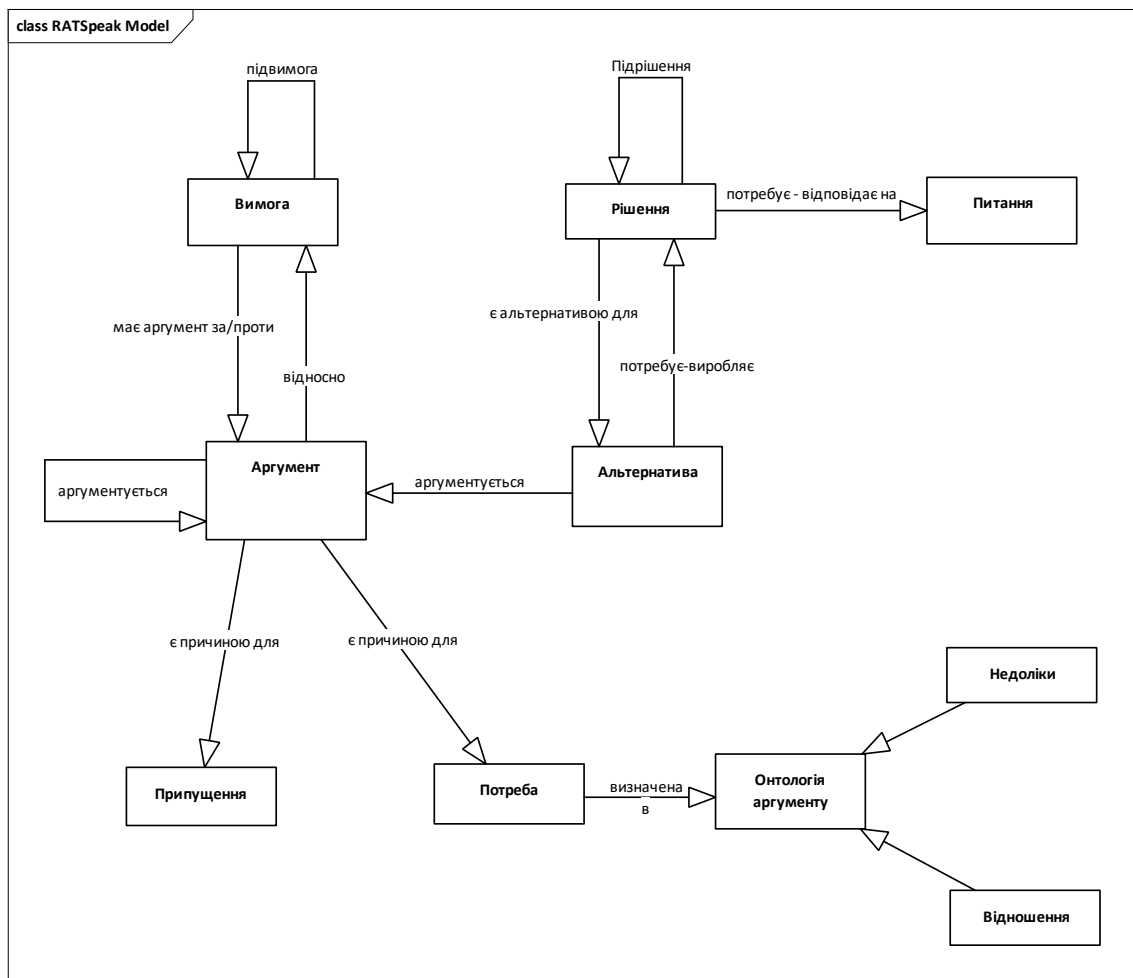 class RATSpeak Model
підвимога
Підрішення
Вимога
Рішення
потребує - відповідає на
Питання
є альтернативою для
має аргумент за/проти
потребує-виробляє
відносно
Аргумент
Альтернатива
аргументується
аргументується
є причиною для
є причиною для
Недоліки
Припущення
Потреба
визначена
в
Онтологія
аргументу
Відношення